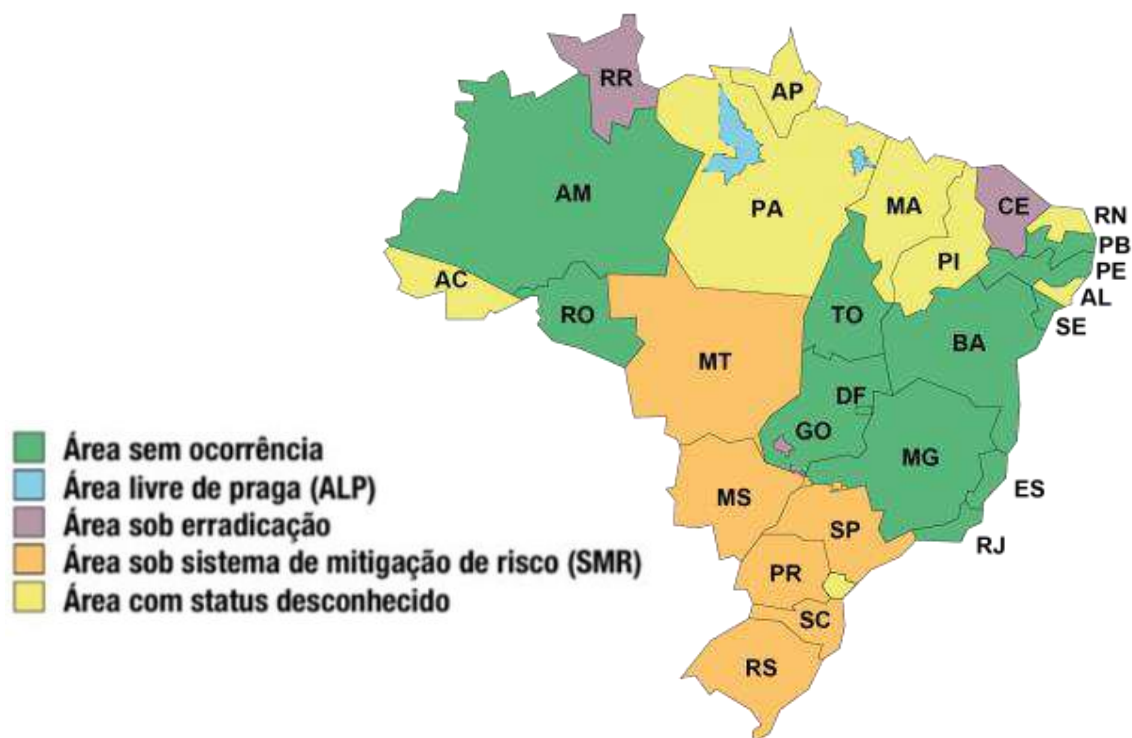 RR
AP
AM
PA
MA
CE
RN
PB
PI
PE
AC
AL
RO
TO
SE
BA
MT
DF
GO
MG
Área sem ocorrência
Área livre de praga (ALP)
Área sob erradicação
Área sob sistema de mitigação de risco (SMR)
Área com status desconhecido
MS
ES
SP
RJ
PR
SC
RS